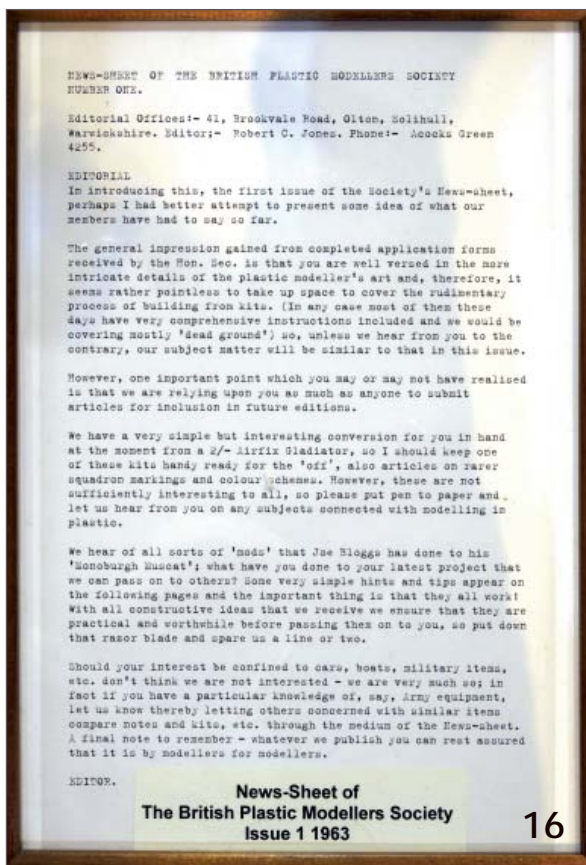 NEWS-SHEET OF THE BRITISH PLASTIC MODELLERS SOCIETY
NUMBER ONE.
Editorial Offices:- 41, Brookvale Road, Olton, Solihull,
Warwickshire. Editor;- Robert C. Jones. Phone:- Acocks Green
4255.
EDITORIAL
In introducing this, the first issue of the Society's News-sheet,
perhaps I had better attempt to present some idea of what our
members have had to say so far.
The general impression gained from completed application forms
received by the Hon. Sec. is that you are well versed in the more
intricate details of the plastic modeller's art and, therefore, it
seems rather pointless to take up space to cover the rudimentary
process of building from kits. (In any case most of them these
days have very comprehensive instructions included and we would be
covering mostly 'dead ground') so, unless we hear from you to the
contrary, our subject matter will be similar to that in this issue.
However, one important point which you may or may not have realised
is that we are relying upon you as much as anyone to submit
articles for inclusion in future editions.
We have a very simple but interesting conversion for you in hand
at the moment from a 2/- Airfix Gladiator, so I should keep one
of these kits handy ready for the 'off', also articles on rarer
squadron markings and colour schemes. However, these are not
sufficiently interesting to all, so please put pen to paper and
let us hear from you on any subjects connected with modelling in
plastic.
We hear of all sorts of 'mods' that Joe Bloggs has done to his
'Monoburgh Muscat'; what have you done to your latest project that
we can pass on to others? Some very simple hints and tips appear on
the following pages and the important thing is that they all work!
With all constructive ideas that we receive we ensure that they are
practical and worthwhile before passing them on to you, so put down
that razor blade and spare us a line or two.
Should your interest be confined to cars, boats, military items,
etc. don't think we are not interested - we are very much so; in
fact if you have a particular knowledge of, say, Army equipment,
let us know thereby letting others concerned with similar items
compare notes and kits, etc. through the medium of the News-sheet.
A final note to remember - whatever we publish you can rest assured
that it is by modellers for modellers.
EDITOR.
News-Sheet of
The British Plastic Modellers Society
Issue 1 1963
16